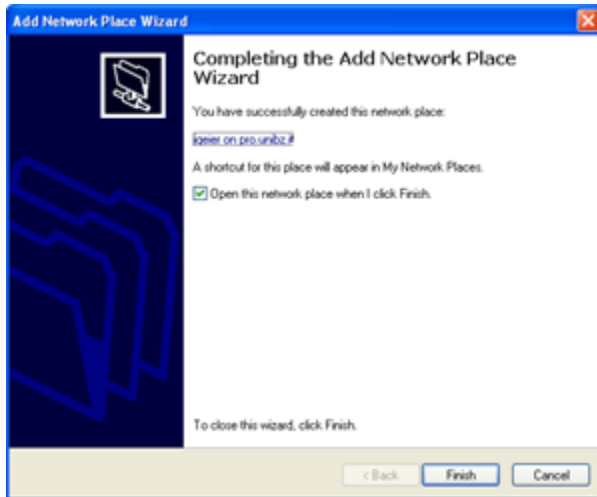 Add Network Place Wizard
Completing the Add Network Place
Wizard
You have successfully created this network place:
igeier on pro.unibz.it
A shortcut for this place will appear in My Network Places.
Open this network place when I click Finish.
To close this wizard, click Finish.
< Back
Finish
Cancel